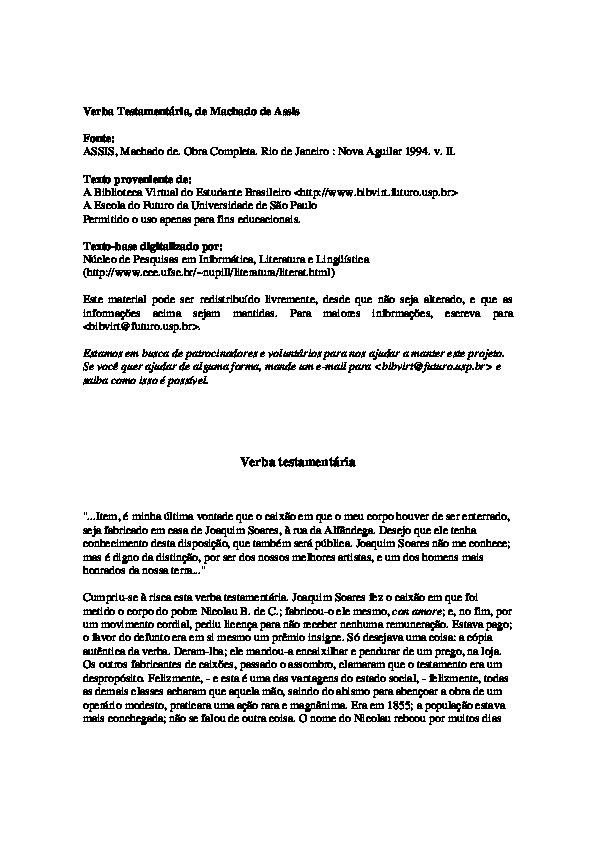 Verba Testamentária, de Machado de Assis
Fonte:
ASSIS, Machado de. Obra Completa. Rio de Janeiro : Nova Aguilar 1994. v. II.
Texto proveniente de:
A Biblioteca Virtual do Estudante Brasileiro <http://www.bibvirt.futuro.usp.br>
A Escola do Futuro da Universidade de São Paulo
Permitido o uso apenas para fins educacionais.
Texto-base digitalizado por:
Núcleo de Pesquisas em Informática, Literatura e Lingüística
(http://www.cce.ufsc.br/~nupill/literatura/literat.html)
Este material pode ser redistribuído livremente, desde que não seja alterado, e que as
informações acima sejam mantidas. Para maiores informações, escreva para
<bibvirt@futuro.usp.br>.
Estamos em busca de patrocinadores e voluntários para nos ajudar a manter este projeto.
Se você quer ajudar de alguma forma, mande um e-mail para <bibvirt@futuro.usp.br> e
saiba como isso é possível.
Verba testamentária
"...Item, é minha última vontade que o caixão em que o meu corpo houver de ser enterrado,
seja fabricado em casa de Joaquim Soares, à rua da Alfândega. Desejo que ele tenha
conhecimento desta disposição, que também será pública. Joaquim Soares não me conhece;
mas é digno da distinção, por ser dos nossos melhores artistas, e um dos homens mais
honrados da nossa terra..."
Cumpriu-se à risca esta verba testamentária. Joaquim Soares fez o caixão em que foi
metido o corpo do pobre Nicolau B. de C.; fabricou-o ele mesmo, con amore; e, no fim, por
um movimento cordial, pediu licença para não receber nenhuma remuneração. Estava pago;
o favor do defunto era em si mesmo um prêmio insigne. Só desejava uma coisa: a cópia
autêntica da verba. Deram-lha; ele mandou-a encaixilhar e pendurar de um prego, na loja.
Os outros fabricantes de caixões, passado o assombro, clamaram que o testamento era um
despropósito. Felizmente, - e esta é uma das vantagens do estado social, - felizmente, todas
as demais classes acharam que aquela mão, saindo do abismo para abençoar a obra de um
operário modesto, praticara uma ação rara e magnânima. Era em 1855; a população estava
mais conchegada; não se falou de outra coisa. O nome do Nicolau reboou por muitos dias